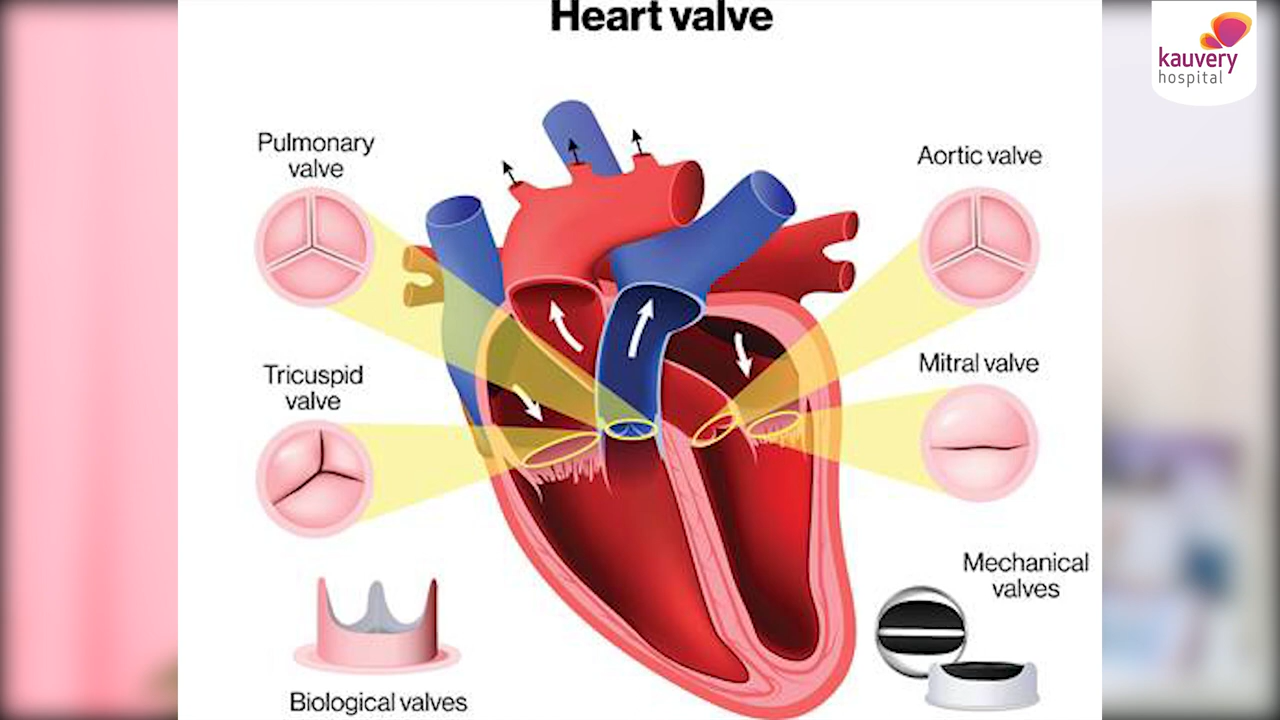 Heart valve
kauvery
hospital
Pulmonary
valve
Aortic valve
Tricuspid
valve
Mitral valve
Mechanical
valves
Biological valves